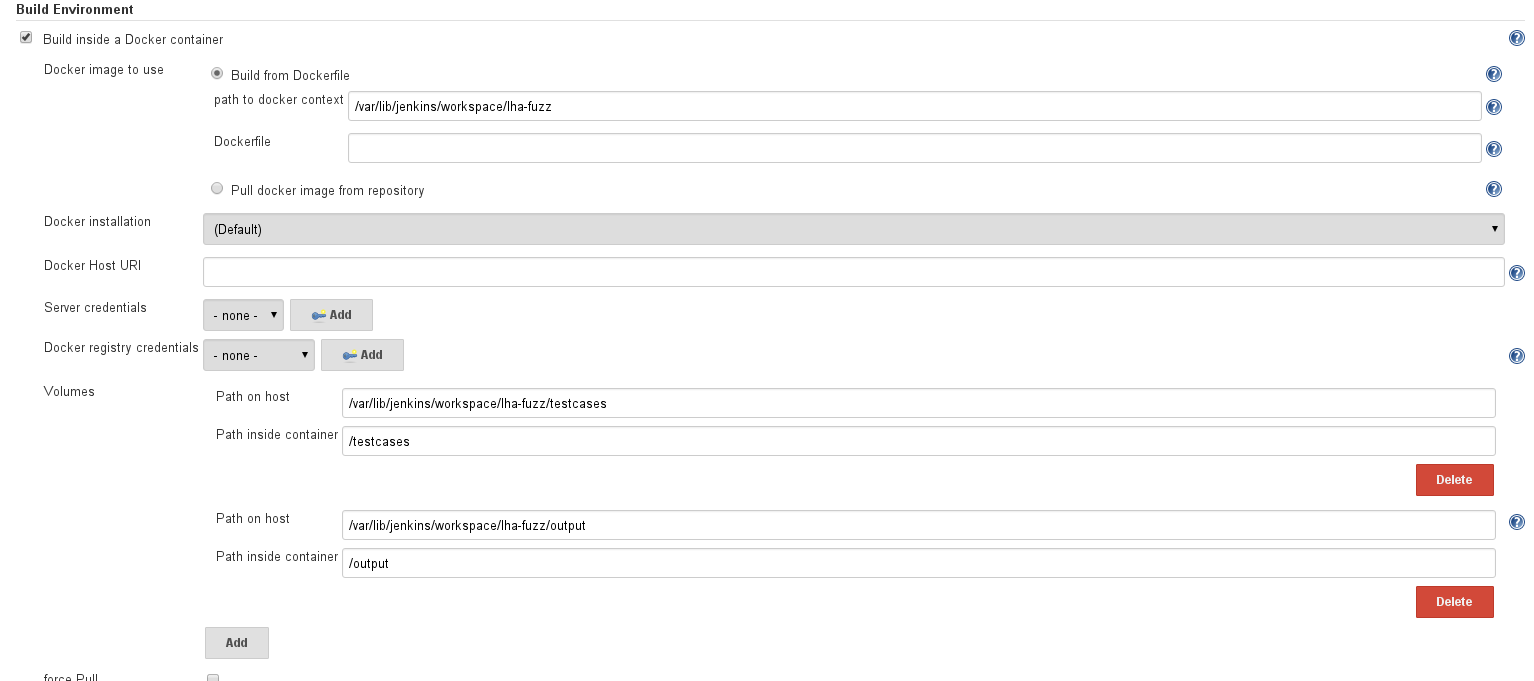 Build Environment
Build inside a Docker container
Docker image to use
Build from Dockerfile
path to docker context /var/lib/jenkins/workspace/lha-fuzz
Dockerfile
Pull docker image from repository
Docker installation (Default)
Docker Host URI
Server credentials - none - Add
Docker registry credentials - none - Add
Volumes
Path on host /var/lib/jenkins/workspace/lha-fuzz/testcases
Path inside container /testcases
Delete
Path on host /var/lib/jenkins/workspace/lha-fuzz/output
Path inside container /output
Delete
Add
force Pull